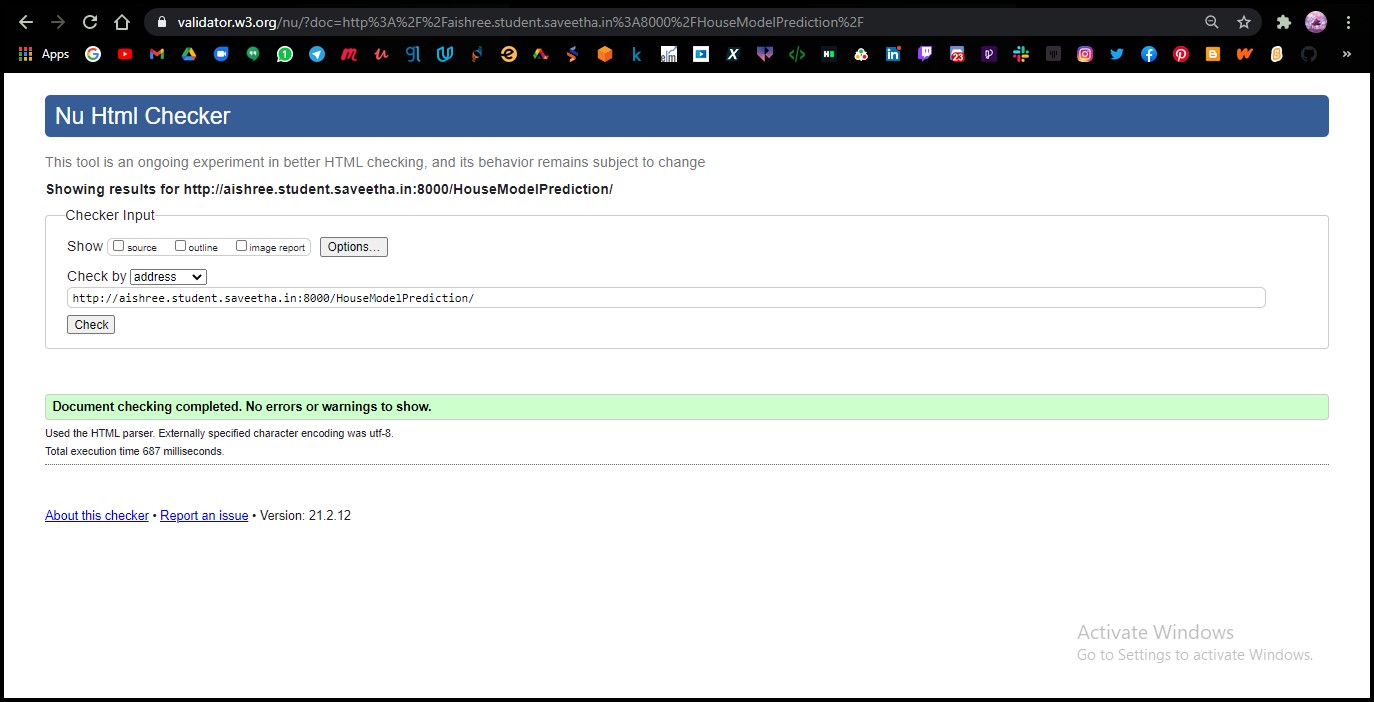 validator.w3.org/nu/?doc=http%3A%2F%2Faishree.student.saveetha.in%3A8000%2FHouseModelPrediction%2F
Apps
Nu Html Checker
This tool is an ongoing experiment in better HTML checking, and its behavior remains subject to change
Showing results for http://aishree.student.saveetha.in:8000/HouseModelPrediction/
Checker Input
Show source outline image report Options...
Check by address
http://aishree.student.saveetha.in:8000/HouseModelPrediction/
Check
Document checking completed. No errors or warnings to show.
Used the HTML parser. Externally specified character encoding was utf-8.
Total execution time 687 milliseconds.
About this checker • Report an issue • Version: 21.2.12
Activate Windows
Go to Settings to activate Windows.